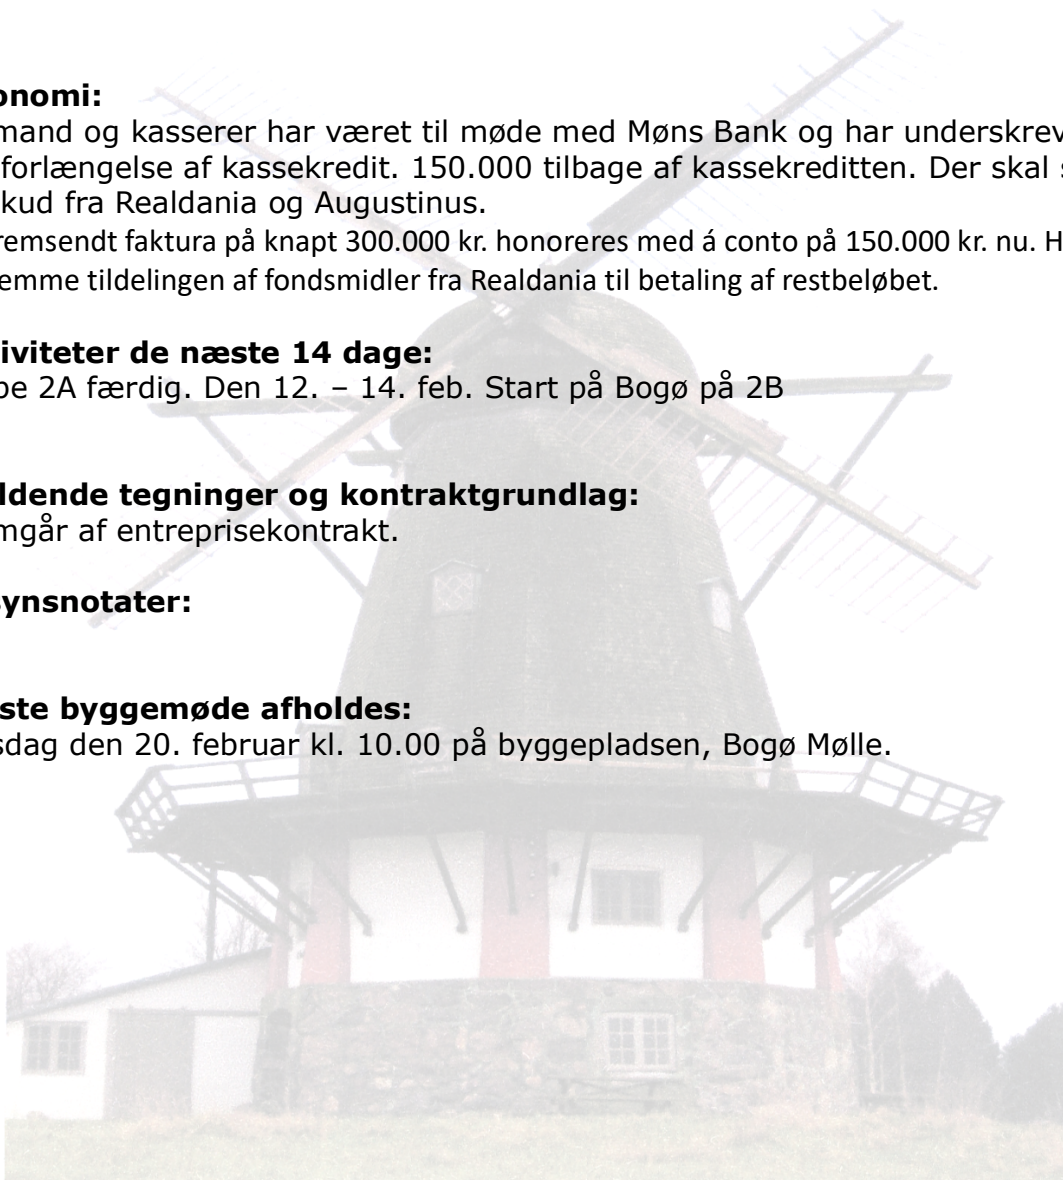 onomi:
mand og kasserer har været til møde med Møns Bank og har underskrev
forlængelse af kassekredit. 150.000 tilbage af kassekreditten. Der skal s
kud fra Realdania og Augustinus.
remsendt faktura på knapt 300.000 kr. honoreres med á conto på 150.000 kr. nu. H
emme tildelingen af fondsmidler fra Realdania til betaling af restbeløbet.
iviteter de næste 14 dage:
pe 2A færdig. Den 12. – 14. feb. Start på Bogø på 2B
ldende tegninger og kontraktgrundlag:
mgår af entreprisekontrakt.
synsnotater:
ste byggemøde afholdes:
sdag den 20. februar kl. 10.00 på byggepladsen, Bogø Mølle.